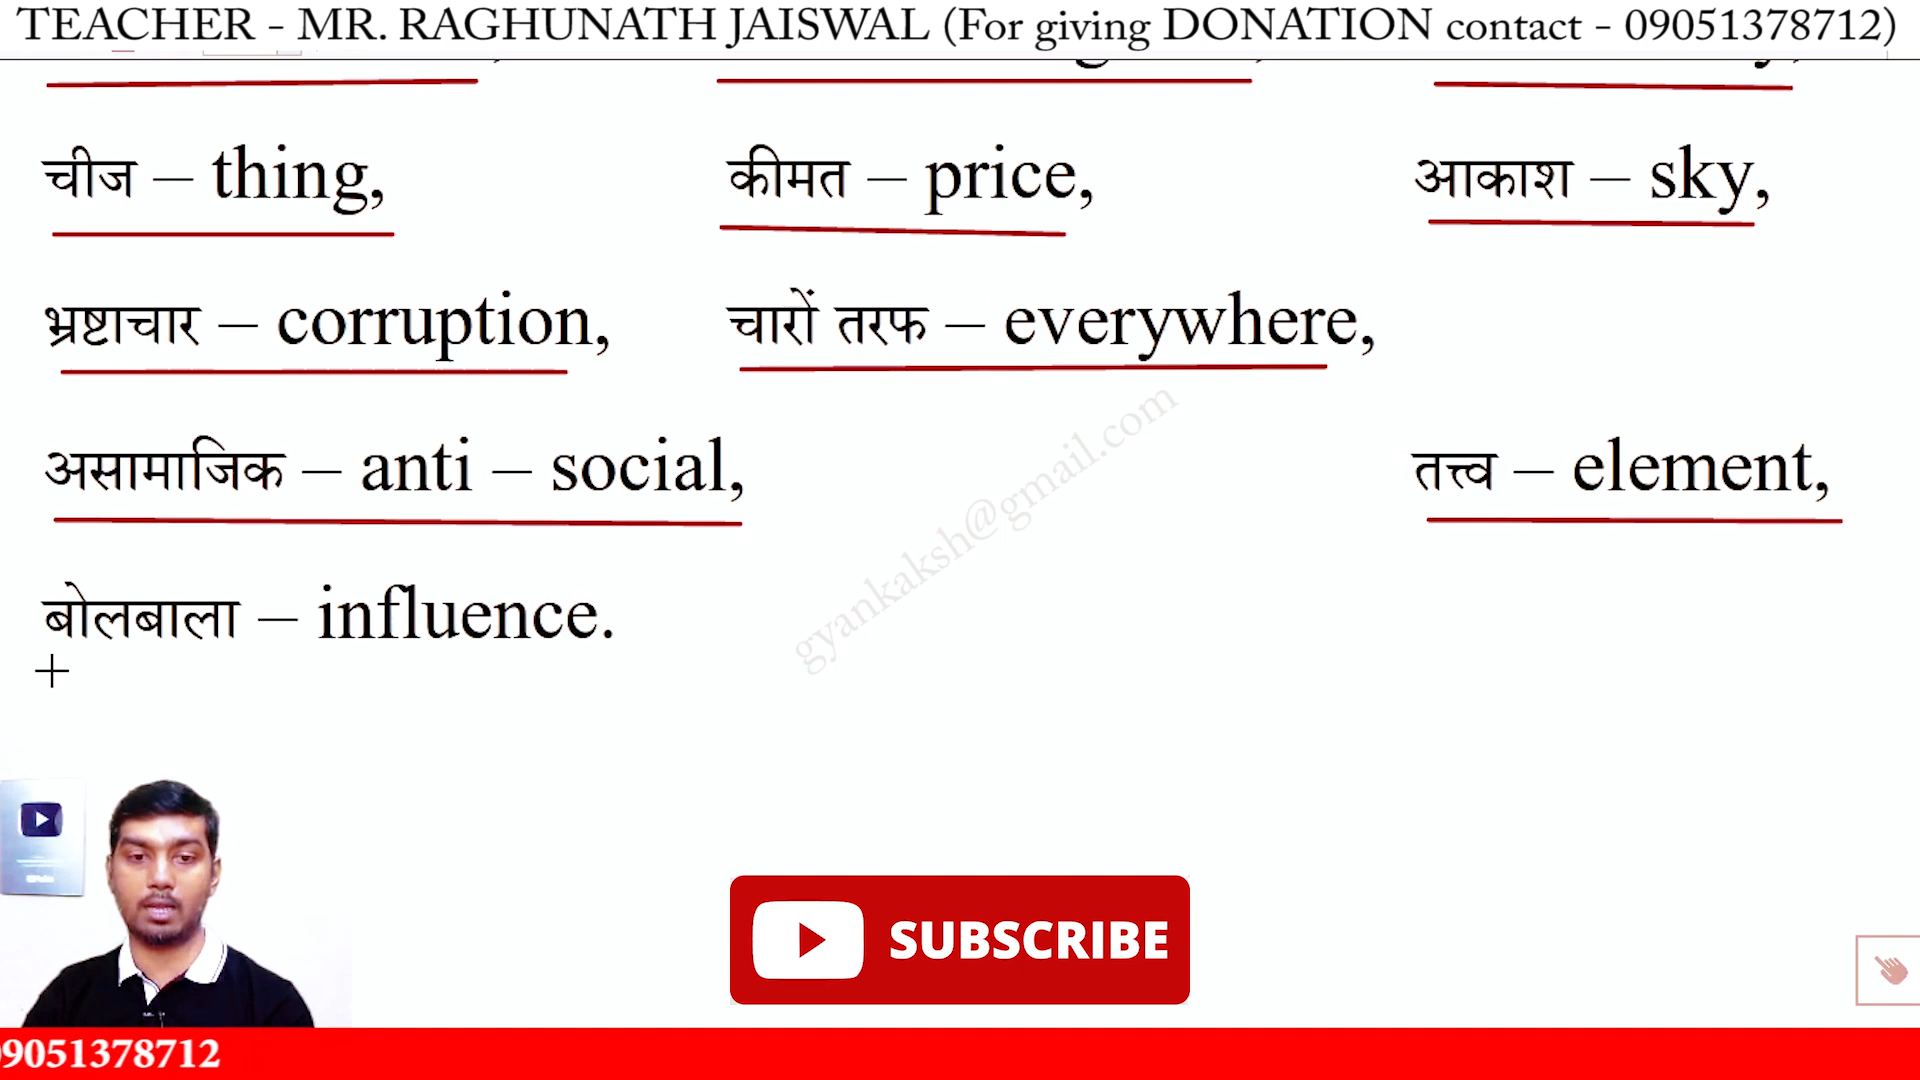 TEACHER - MR. RAGHUNATH JAISWAL (For giving DONATION contact - 09051378712)
चीज – thing, कीमत – price, आकाश – sky,
भ्रष्टाचार – corruption, चारों तरफ – everywhere,
असामाजिक – anti – social, तत्त्व – element,
बोलबाला – influence.
gyankaksh@gmail.com
SUBSCRIBE
09051378712